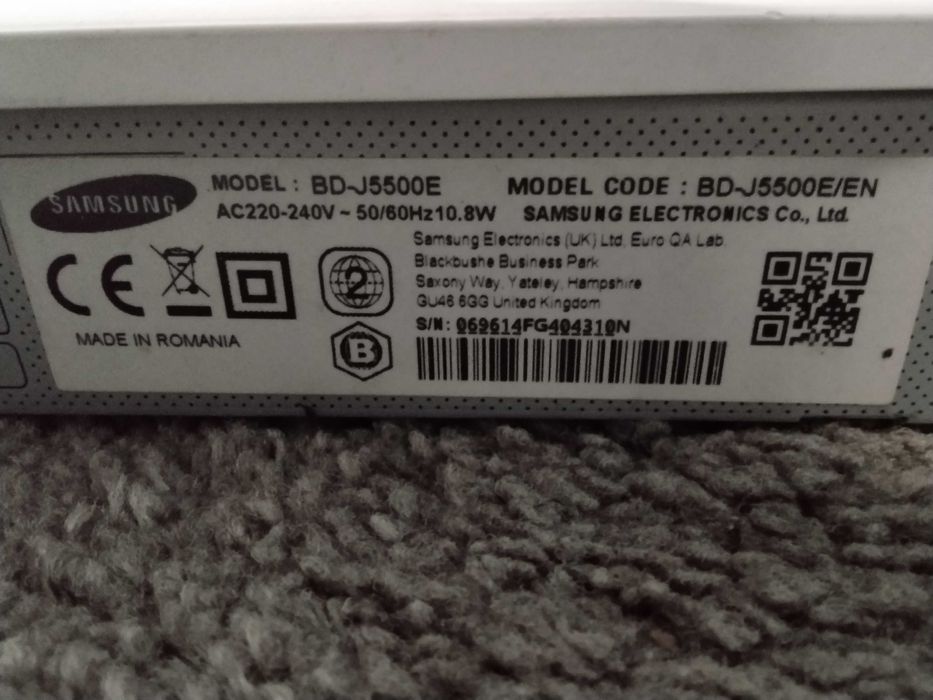 SAMSUNG
MODEL : BD-J5500E MODEL CODE : BD-J5500E/EN
AC220-240V ~ 50/60Hz 10.8W SAMSUNG ELECTRONICS Co., Ltd.
Samsung Electronics (UK) Ltd, Euro QA Lab.
Blackbushe Business Park
Saxony Way, Yateley, Hampshire
GU46 6GG United Kingdom
S/N: 069614FG404310N
CE
2
B
MADE IN ROMANIA